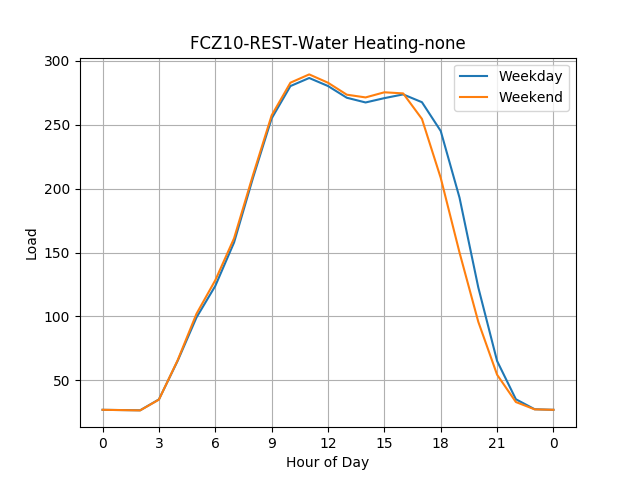 FCZ10-REST-Water Heating-none
Weekday
Weekend
300
250
200
150
100
50
Load
0 3 6 9 12 15 18 21 0
Hour of Day